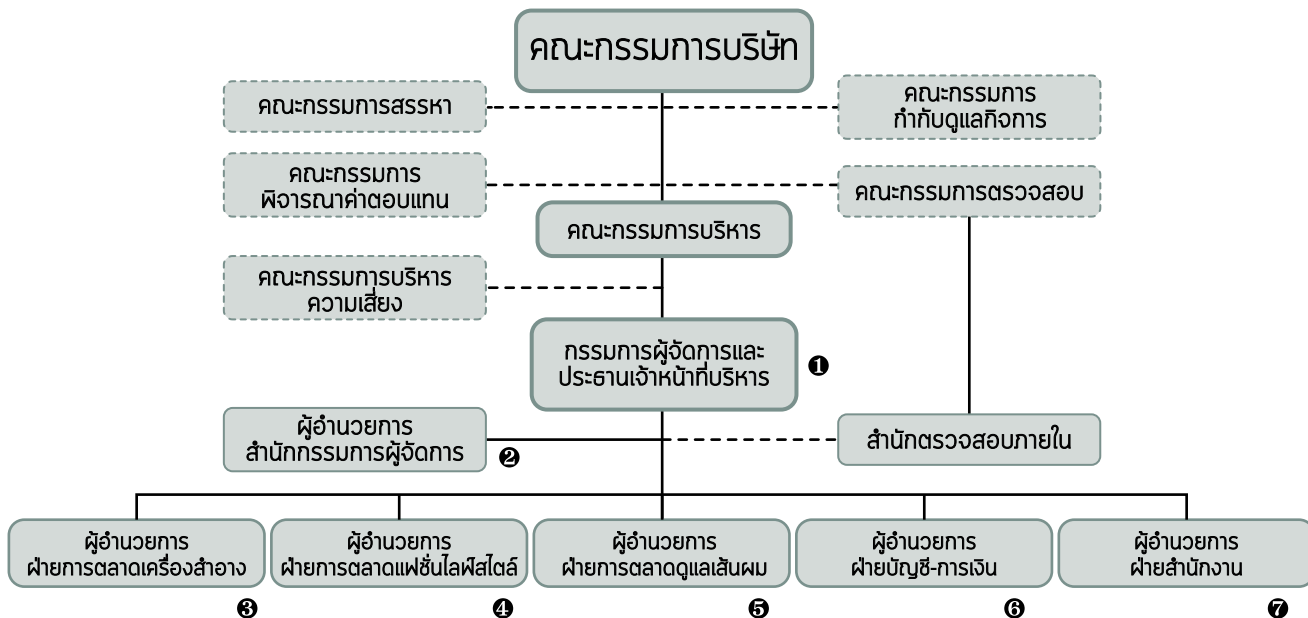 คณะกรรมการบริษัท
คณะกรรมการสรรหา
คณะกรรมการ
กำกับดูแลกิจการ
คณะกรรมการ
พิจารณาค่าตอบแทน
คณะกรรมการตรวจสอบ
คณะกรรมการบริหาร
คณะกรรมการบริหาร
ความเสี่ยง
กรรมการผู้จัดการและ
ประธานเจ้าหน้าที่บริหาร
❶
ผู้อำนวยการ
สำนักกรรมการผู้จัดการ
❷
สำนักตรวจสอบภายใน
ผู้อำนวยการ
ฝ่ายการตลาดเครื่องสำอาง
❸
ผู้อำนวยการ
ฝ่ายการตลาดแฟชั่นไลฟ์สไตล์
❹
ผู้อำนวยการ
ฝ่ายการตลาดดูแลเส้นผม
❺
ผู้อำนวยการ
ฝ่ายบัญชี-การเงิน
❻
ผู้อำนวยการ
ฝ่ายสำนักงาน
❼